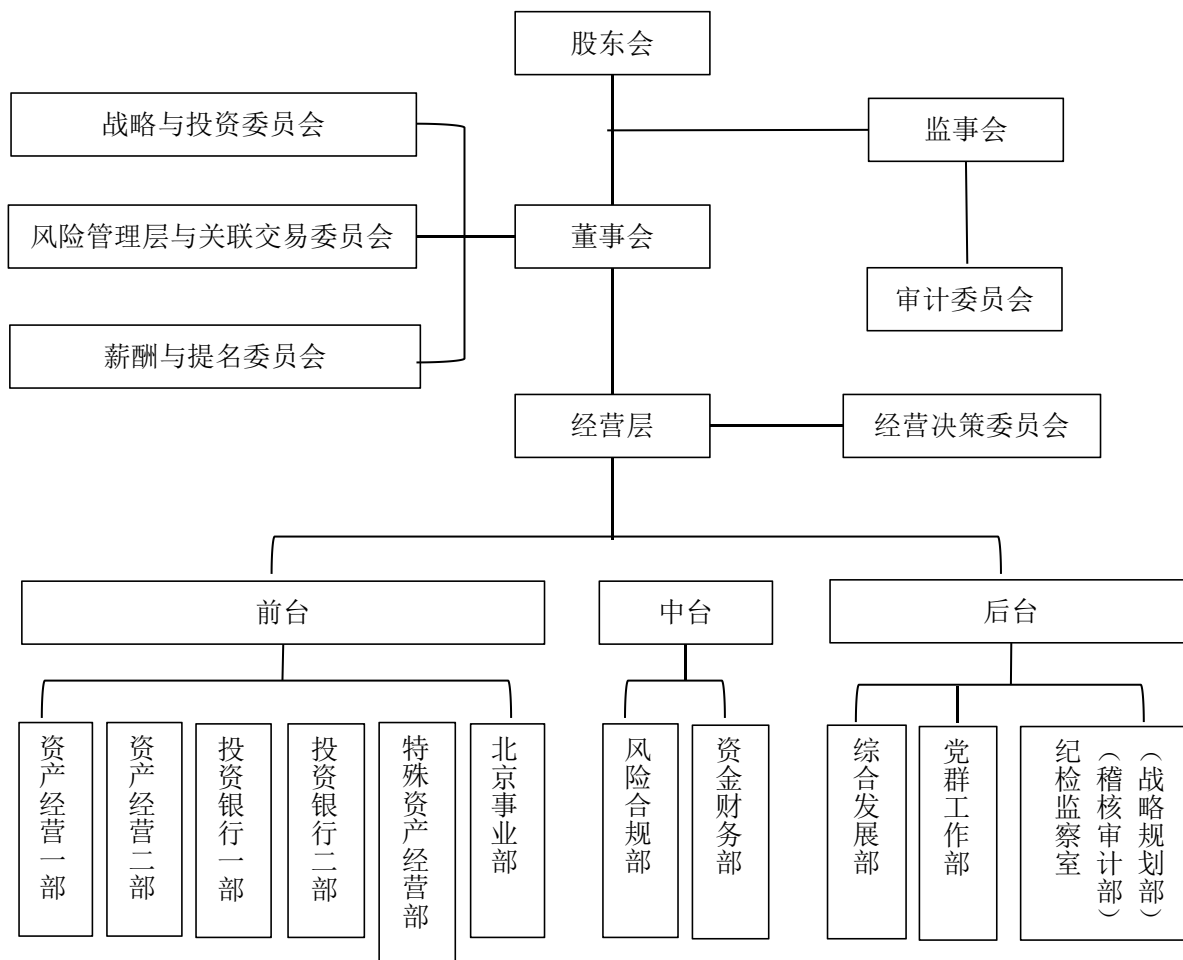 股东会
战略与投资委员会
监事会
风险管理层与关联交易委员会
董事会
审计委员会
薪酬与提名委员会
经营层
经营决策委员会
前台
中台
后台
资产经营一部
资产经营二部
投资银行一部
投资银行二部
特殊资产经营部
北京事业部
风险合规部
资金财务部
综合发展部
党群工作部
纪检监察室
（稽核审计部）
（战略规划部）